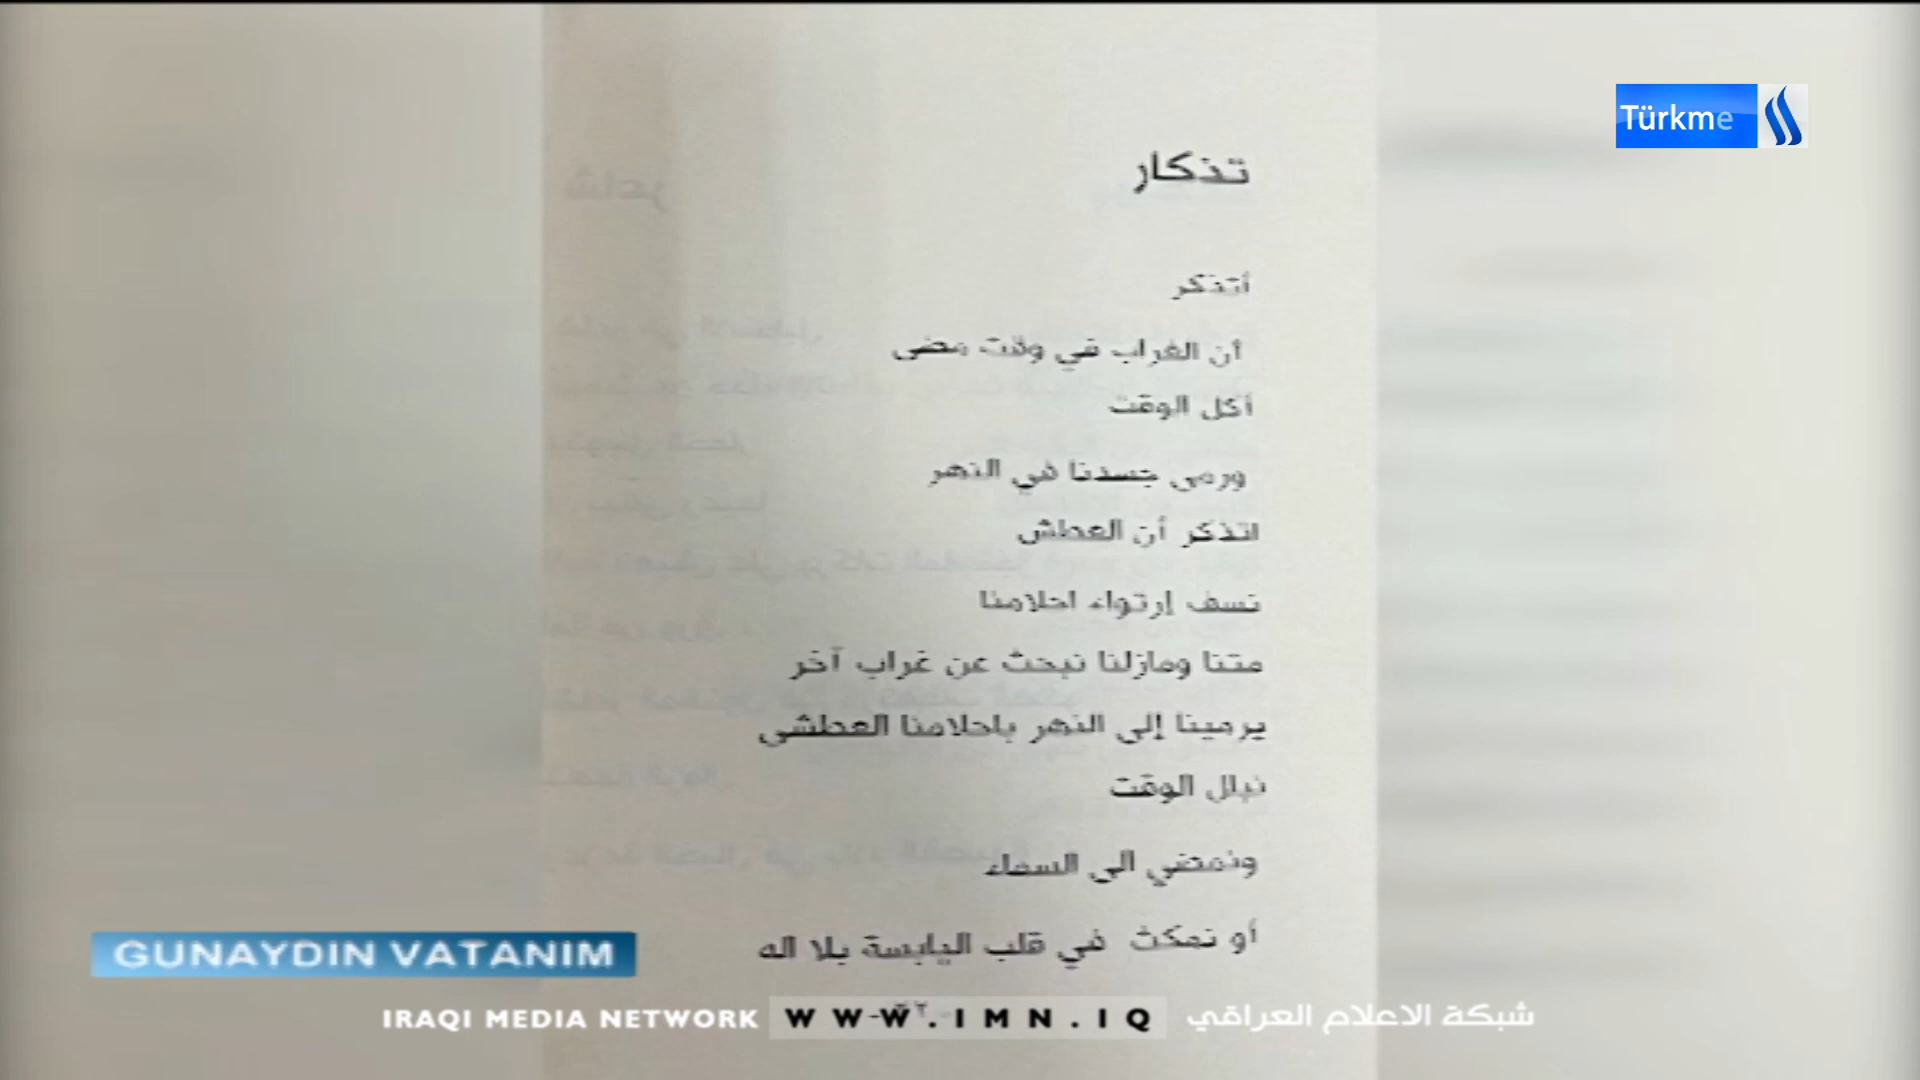 Türkme
تذكار
أتذكر
أن الغراب في وقت مضى
أكل الوقت
ورمى جسدنا في النهر
اتذكر أن العطش
نسف إرتواء احلامنا
متنا ومازلنا نبحث عن غراب آخر
يرمينا إلى النهر باحلامنا العطشى
نبلل الوقت
ونمضي الى السماء
أو نمكث في قلب اليابسة بلا اله
GUNAYDIN VATANIM
IRAQI MEDIA NETWORK WWW.IMN.IQ شبكة الاعلام العراقي